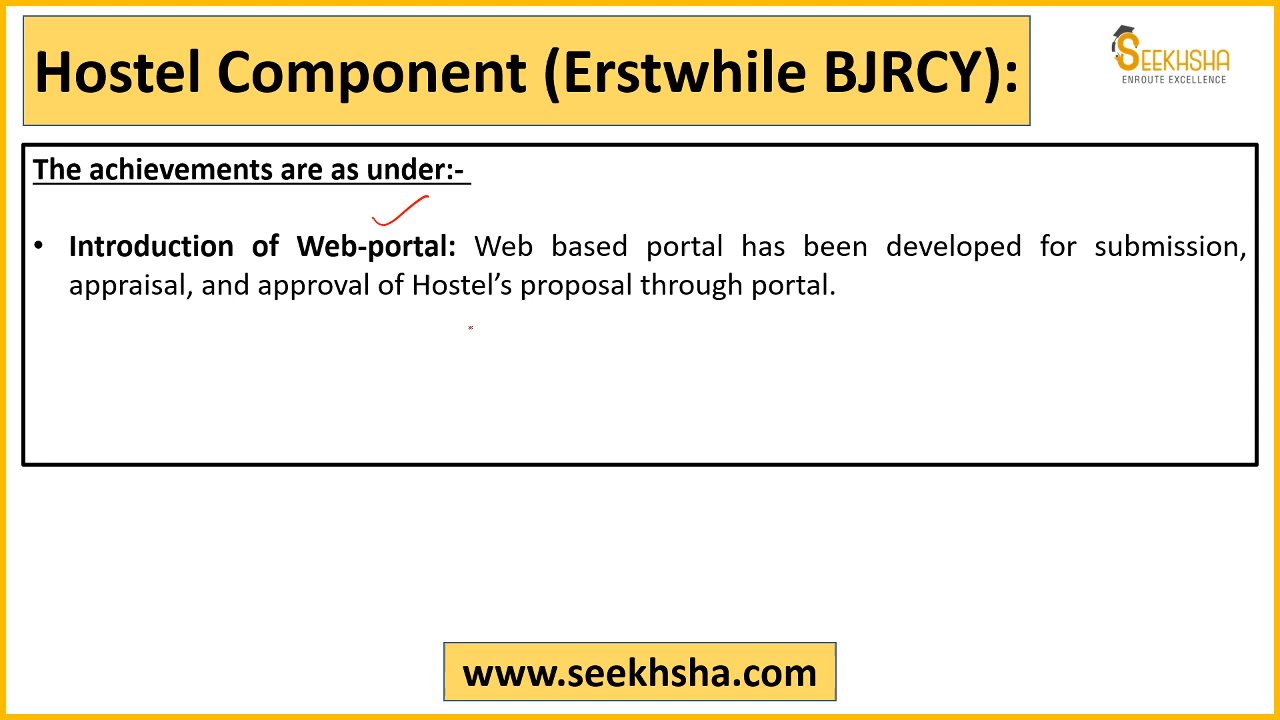 Hostel Component (Erstwhile BJRCY):
SEEKHSHA
ENROUTE EXCELLENCE
The achievements are as under:-
• Introduction of Web-portal: Web based portal has been developed for submission,
appraisal, and approval of Hostel’s proposal through portal.
www.seekhsha.com